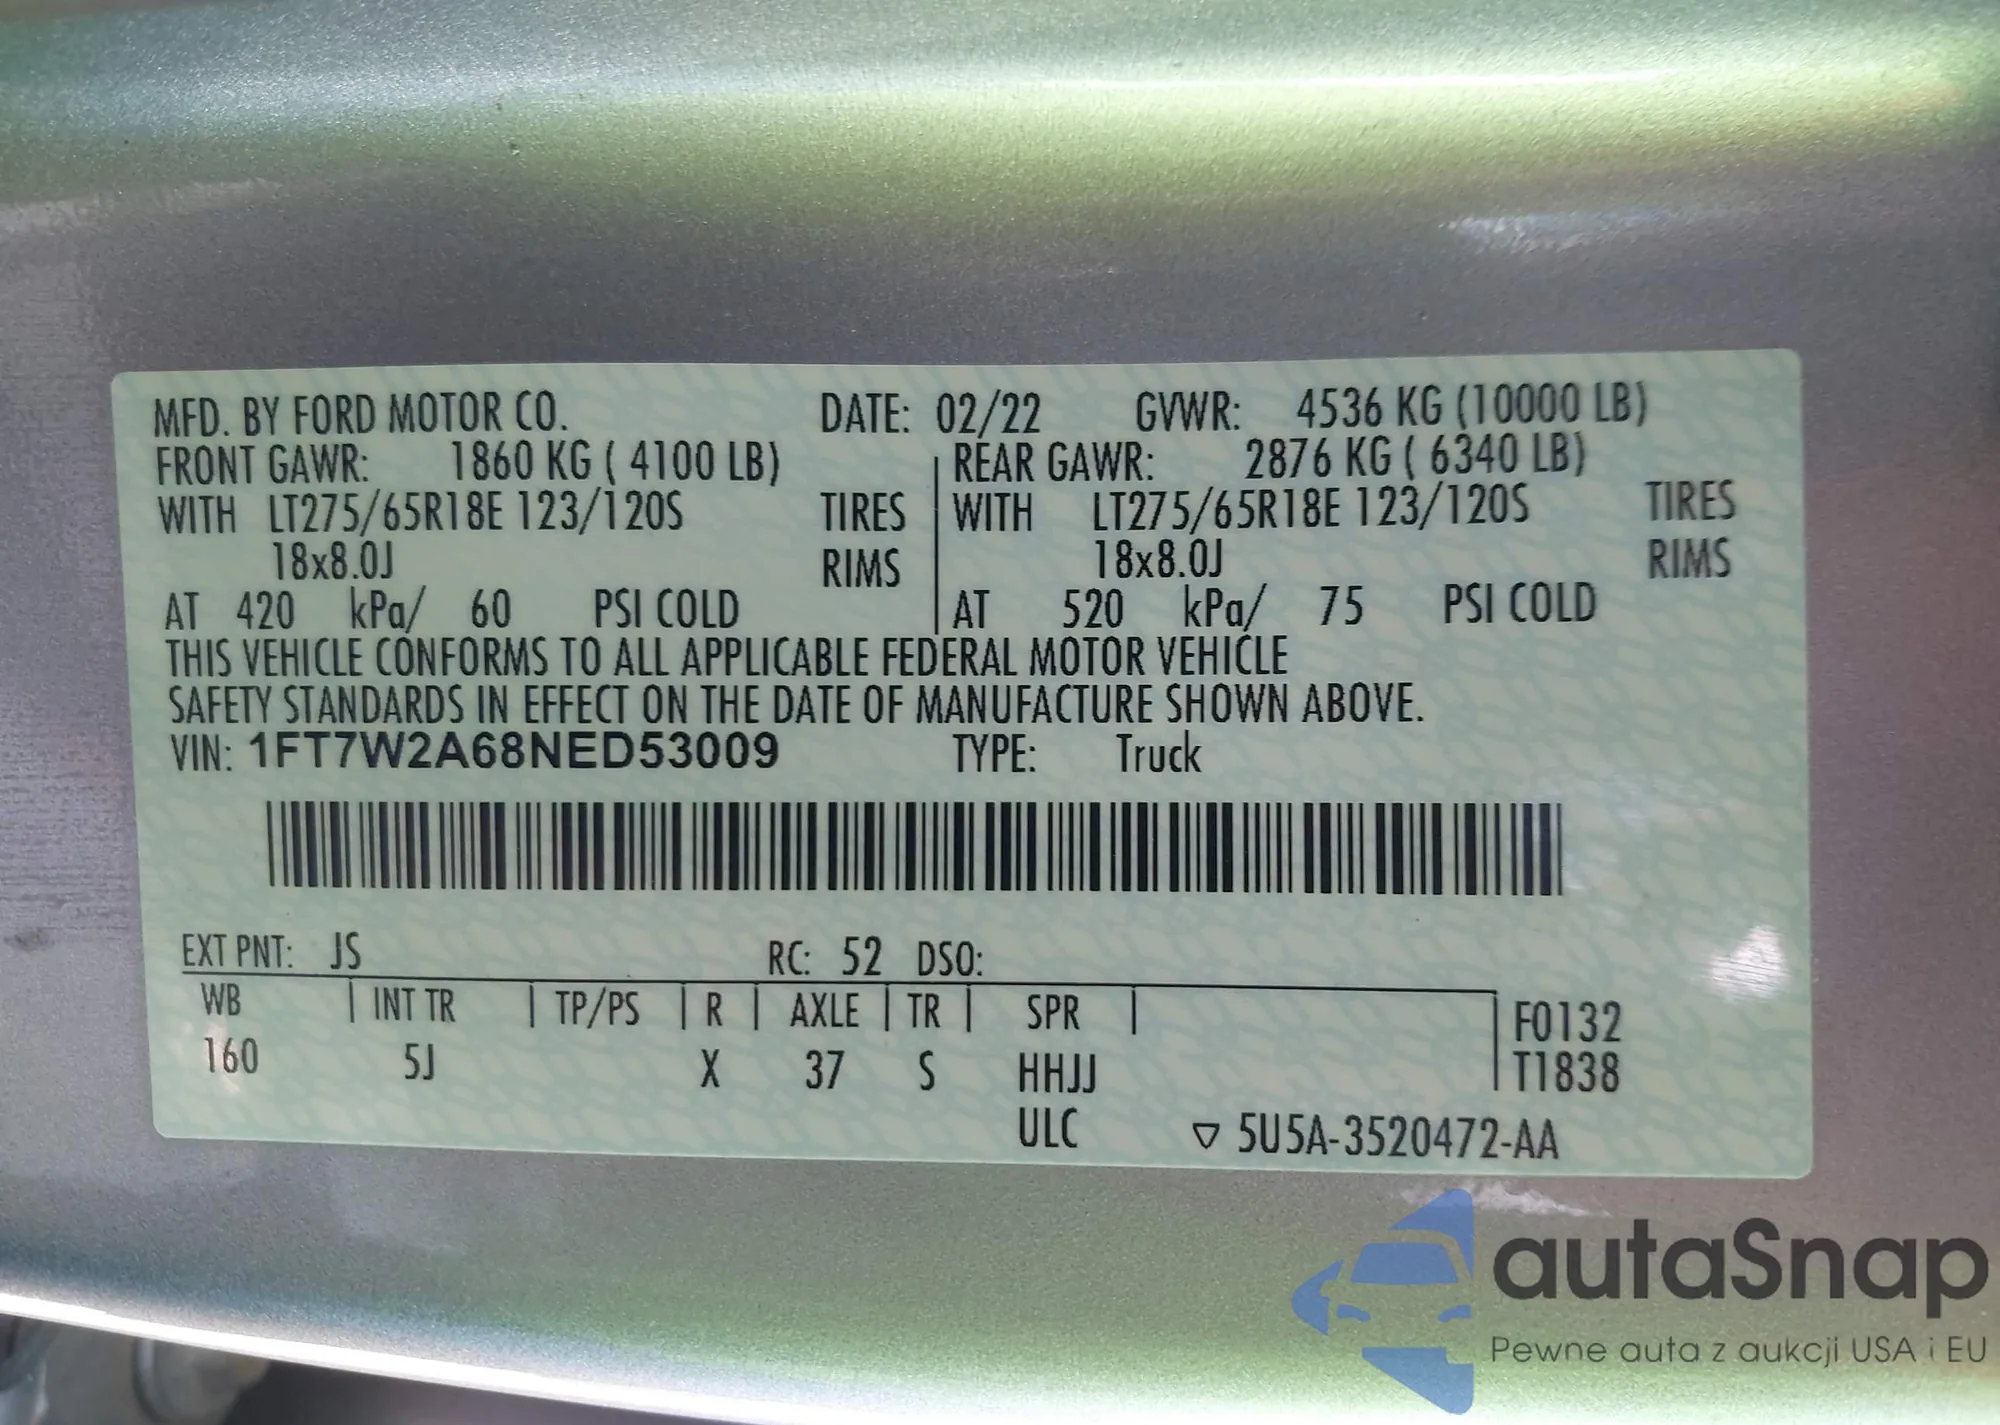 MFD. BY FORD MOTOR CO. DATE: 02/22 GVWR: 4536 KG (10000 LB)
FRONT GAWR: 1860 KG ( 4100 LB) REAR GAWR: 2876 KG ( 6340 LB)
WITH LT275/65R18E 123/120S TIRES WITH LT275/65R18E 123/120S TIRES
18x8.0J RIMS 18x8.0J RIMS
AT 420 kPa/ 60 PSI COLD AT 520 kPa/ 75 PSI COLD
THIS VEHICLE CONFORMS TO ALL APPLICABLE FEDERAL MOTOR VEHICLE
SAFETY STANDARDS IN EFFECT ON THE DATE OF MANUFACTURE SHOWN ABOVE.
VIN: 1FT7W2A68NED53009 TYPE: Truck
EXT PNT: JS RC: 52 DSO:
WB | INT TR | TP/PS | R | AXLE | TR | SPR | F0132
160 5J X 37 S HHJJ T1838
ULC ▽ 5U5A-3520472-AA
autaSnap
Pewne auta z aukcji USA i EU